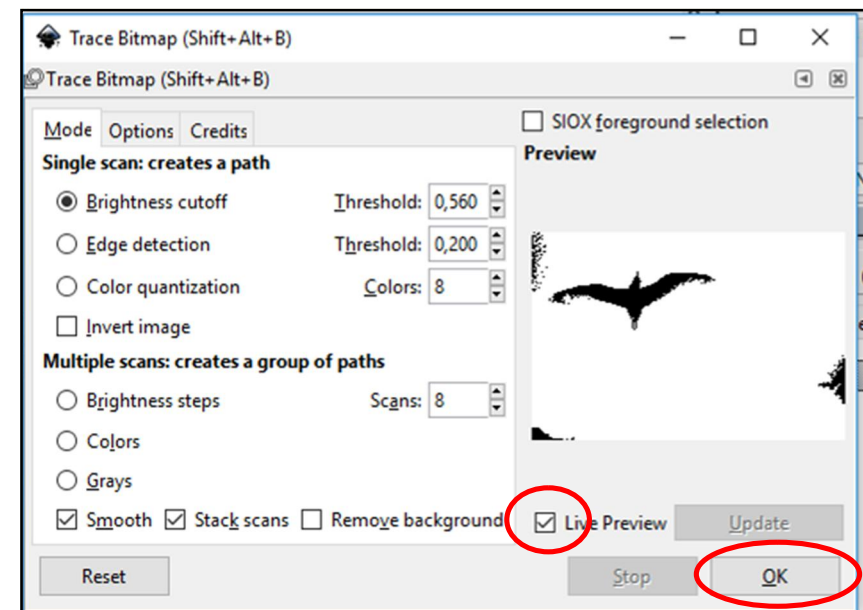 Trace Bitmap (Shift+Alt+B)
Trace Bitmap (Shift+Alt+B)
Mode Options Credits
SIOX foreground selection
Single scan: creates a path
Preview
Brightness cutoff Threshold: 0,560
Edge detection Threshold: 0,200
Color quantization Colors: 8
Invert image
Multiple scans: creates a group of paths
Brightness steps Scans: 8
Colors
Grays
Smooth Stack scans Remove background Live Preview Update
Reset Stop OK